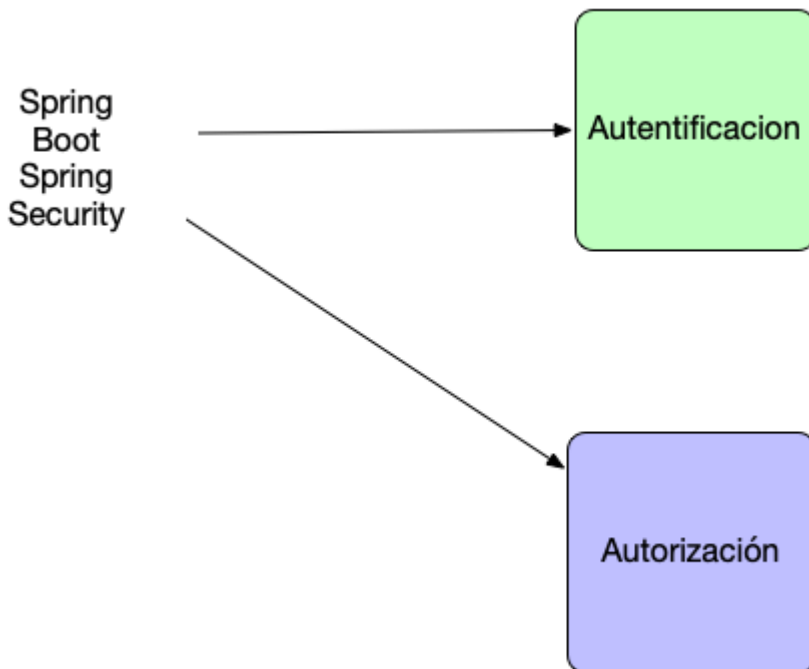 Spring
Boot
Spring
Security
Autentificacion
Autorización